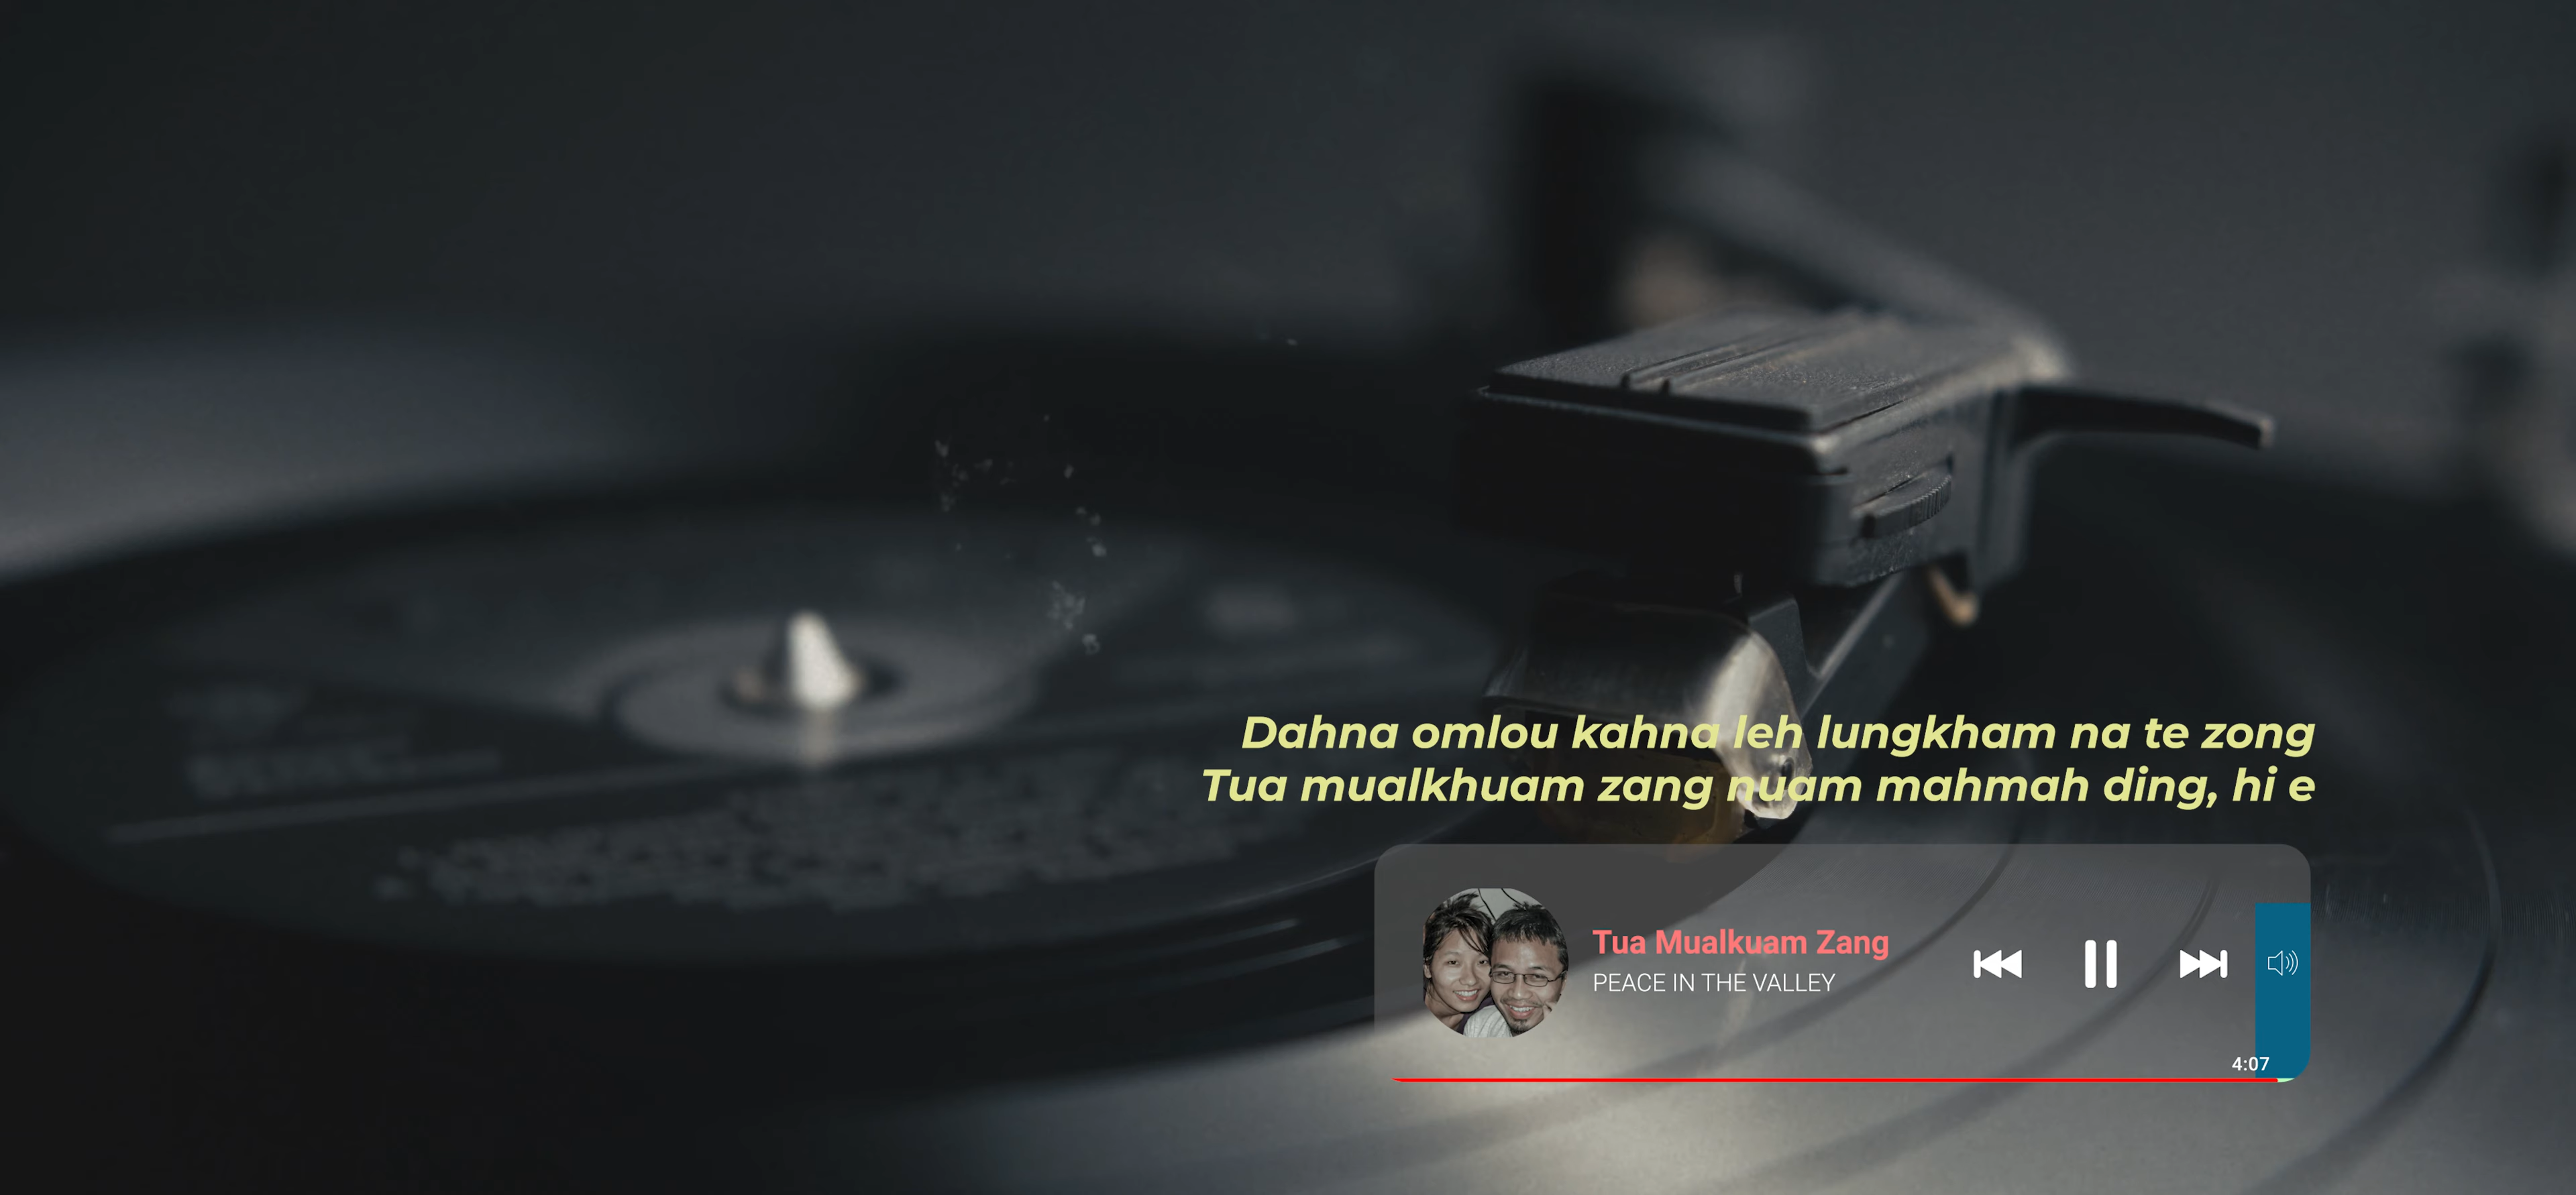 Dahna omlou kahna leh lungkham na te zong
Tua mualkhuam zang nuam mahmah ding, hi e
Tua Mualkuam Zang
PEACE IN THE VALLEY
4:07